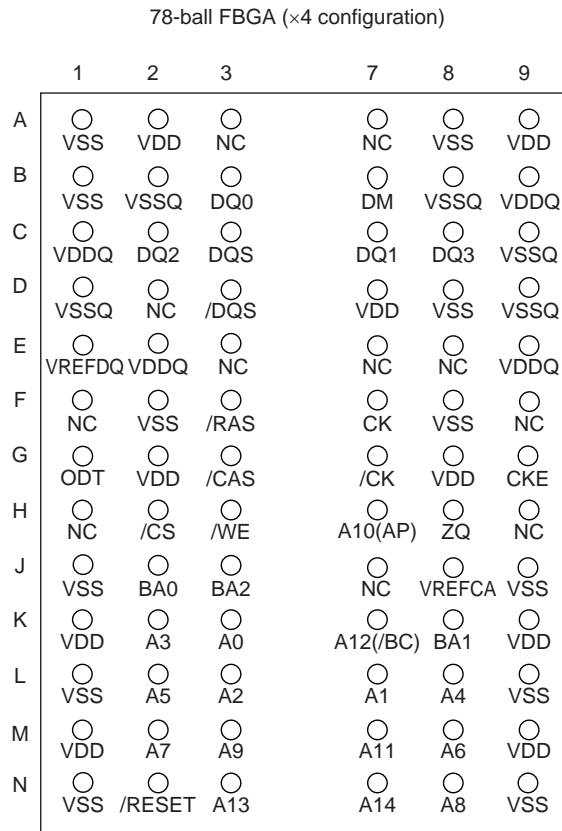 78-ball FBGA (×4 configuration)
1 2 3 7 8 9
A
VSS VDD NC NC VSS VDD
B
VSS VSSQ DQ0 DM VSSQ VDDQ
C
VDDQ DQ2 DQS DQ1 DQ3 VSSQ
D
VSSQ NC /DQS VDD VSS VSSQ
E
VREFDQ VDDQ NC NC NC VDDQ
F
NC VSS /RAS CK VSS NC
G
ODT VDD /CAS /CK VDD CKE
H
NC /CS /WE A10(AP) ZQ NC
J
VSS BA0 BA2 NC VREFCA VSS
K
VDD A3 A0 A12(/BC) BA1 VDD
L
VSS A5 A2 A1 A4 VSS
M
VDD A7 A9 A11 A6 VDD
N
VSS /RESET A13 A14 A8 VSS